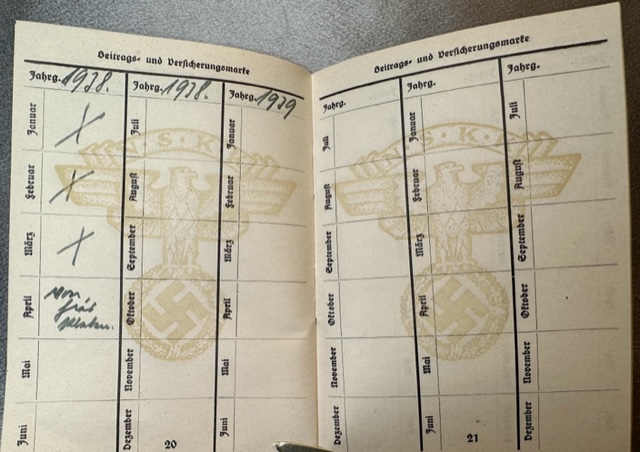 Beitrags- und Versicherungsmarke
Jahrg. 1938.
Jahrg. 1938.
Jahrg. 1939
Januar
Februar
März
April
von
Mai
Juni
Juli
August
September
Oktober
November
Dezember
Januar
Februar
März
April
Mai
Juni
N·S·K·K
20
Beitrags- und Versicherungsmarke
Jahrg.
Jahrg.
Jahrg.
Juli
August
September
Oktober
November
Dezember
Januar
Februar
März
April
Mai
Juni
Juli
August
September
Oktober
November
Dezember
N·S·K·K
21